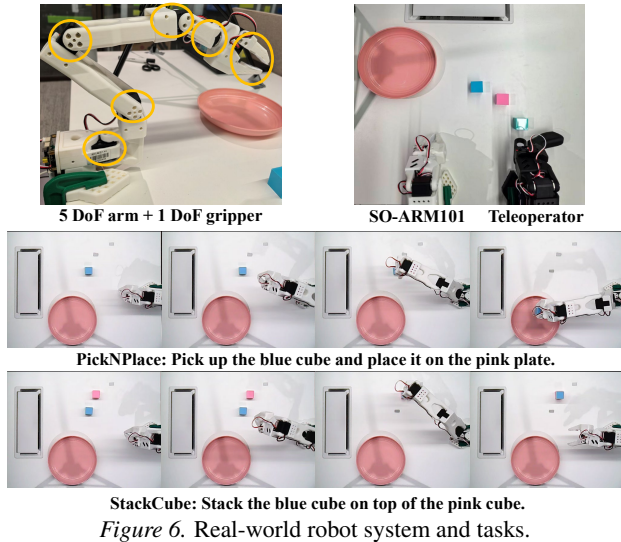 5 DoF arm + 1 DoF gripper
SO-ARM101 Teleoperator
PickNPlace: Pick up the blue cube and place it on the pink plate.
StackCube: Stack the blue cube on top of the pink cube.
Figure 6. Real-world robot system and tasks.